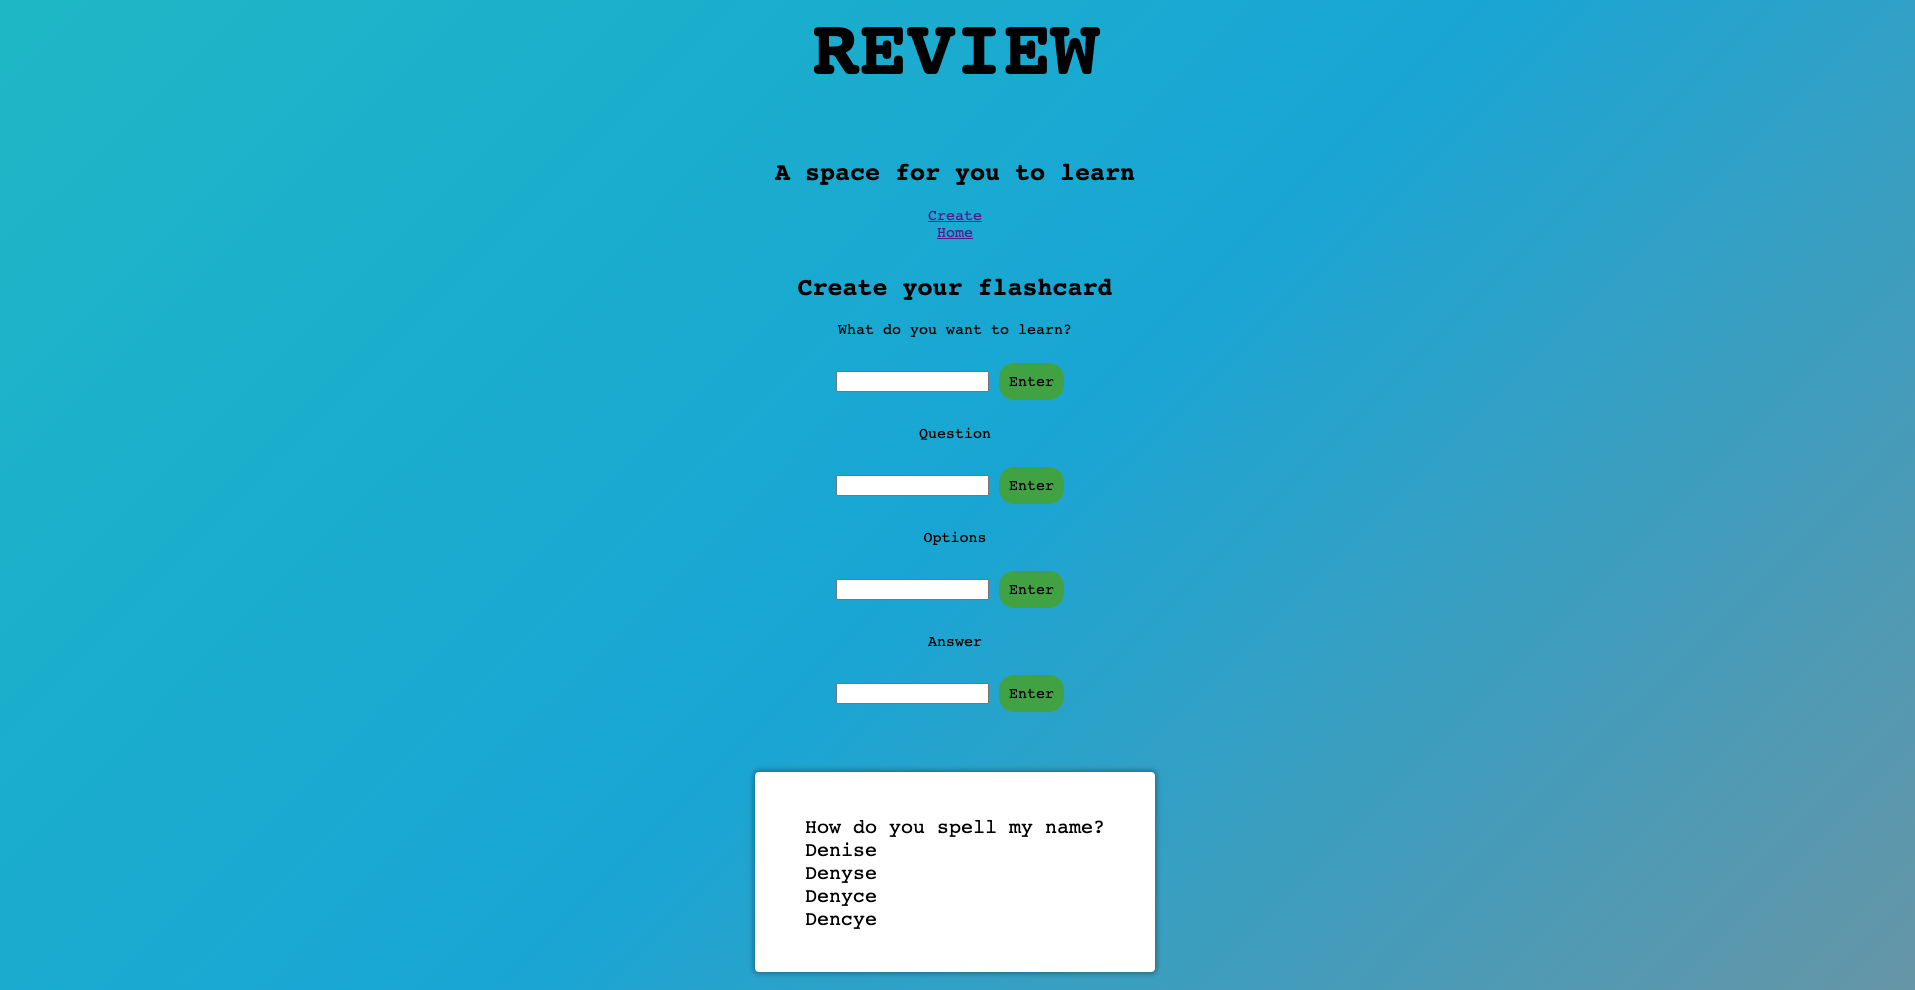 REVIEW
A space for you to learn
Create
Home
Create your flashcard
What do you want to learn?
Enter
Question
Enter
Options
Enter
Answer
Enter
How do you spell my name?
Denise
Denyse
Denyce
Dencye